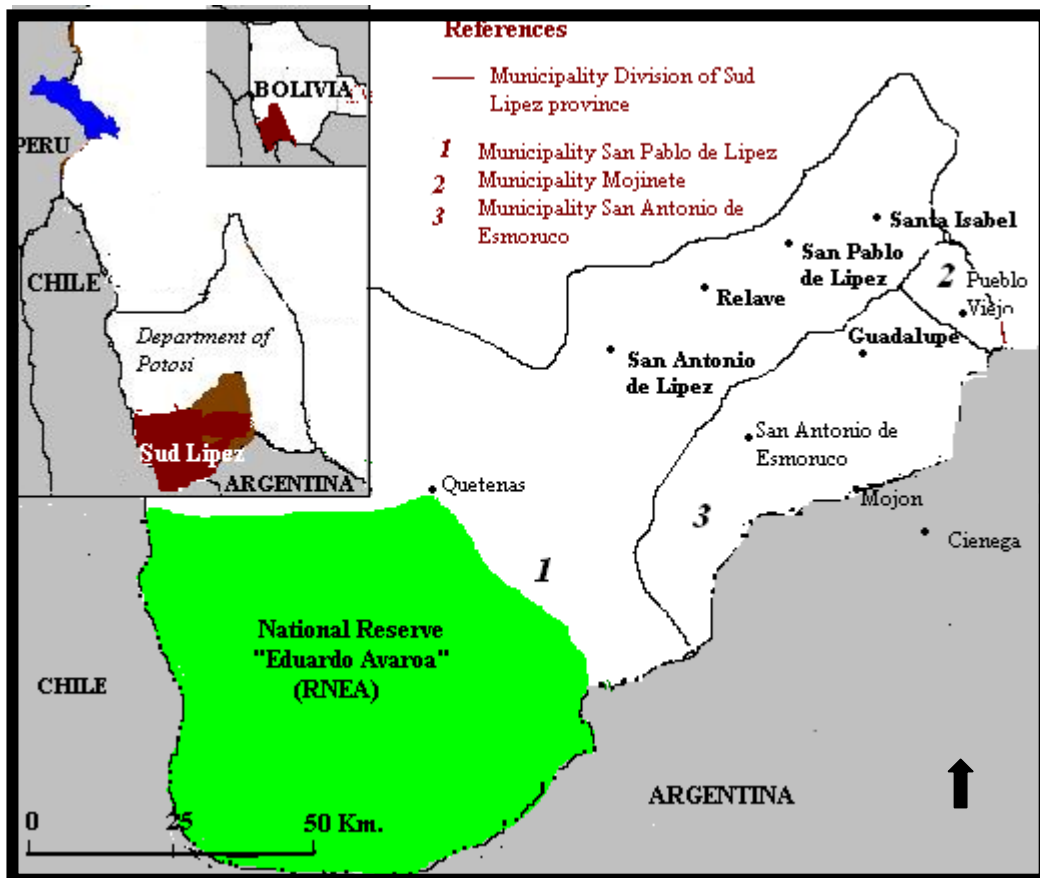 References
Municipality Division of Sud
Lipez province
1 Municipality San Pablo de Lipez
2 Municipality Mojinete
3 Municipality San Antonio de
Esmoruco
BOLIVIA
PERU
CHILE
Department of
Potosi
Sud Lipez
ARGENTINA
Santa Isabel
San Pablo
de Lipez
2
Pueblo
Viejo
Relave
Guadalupe
San Antonio
de Lipez
San Antonio de
Esmoruco
Quetenas
Mojon
3
Cienega
1
National Reserve
"Eduardo Avaroa"
(RNEA)
CHILE
ARGENTINA
0 25 50 Km.